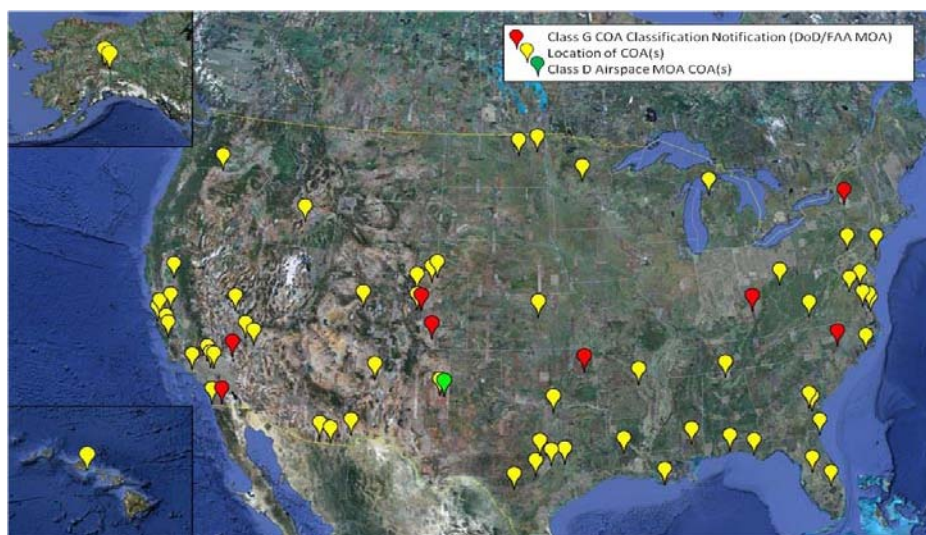 Class G COA Classification Notification (DoD/FAA MOA)
Location of COA(s)
Class D Airspace MOA COA(s)